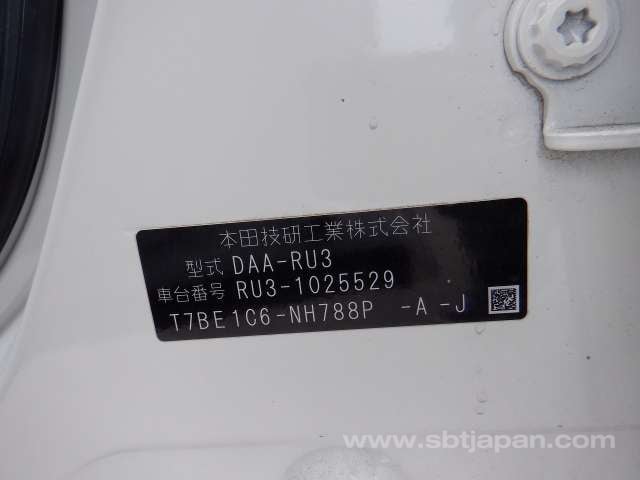 本田技研工業株式会社
型式 DAA-RU3
車台番号 RU3-1025529
T7BE1C6-NH788P -A-J
www.sbtjapan.com